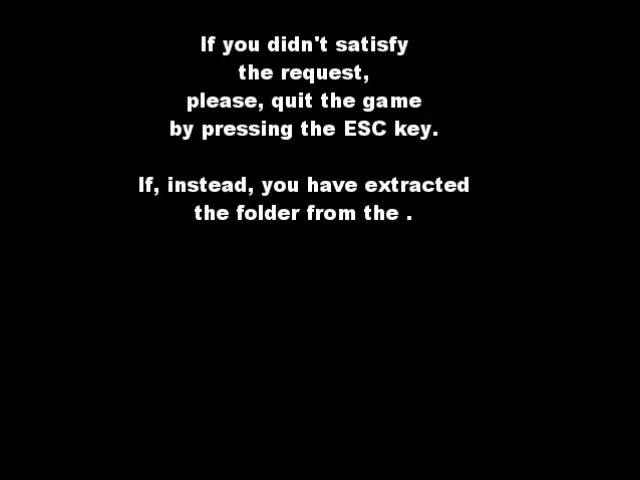 If you didn't satisfy
the request,
please, quit the game
by pressing the ESC key.
If, instead, you have extracted
the folder from the .